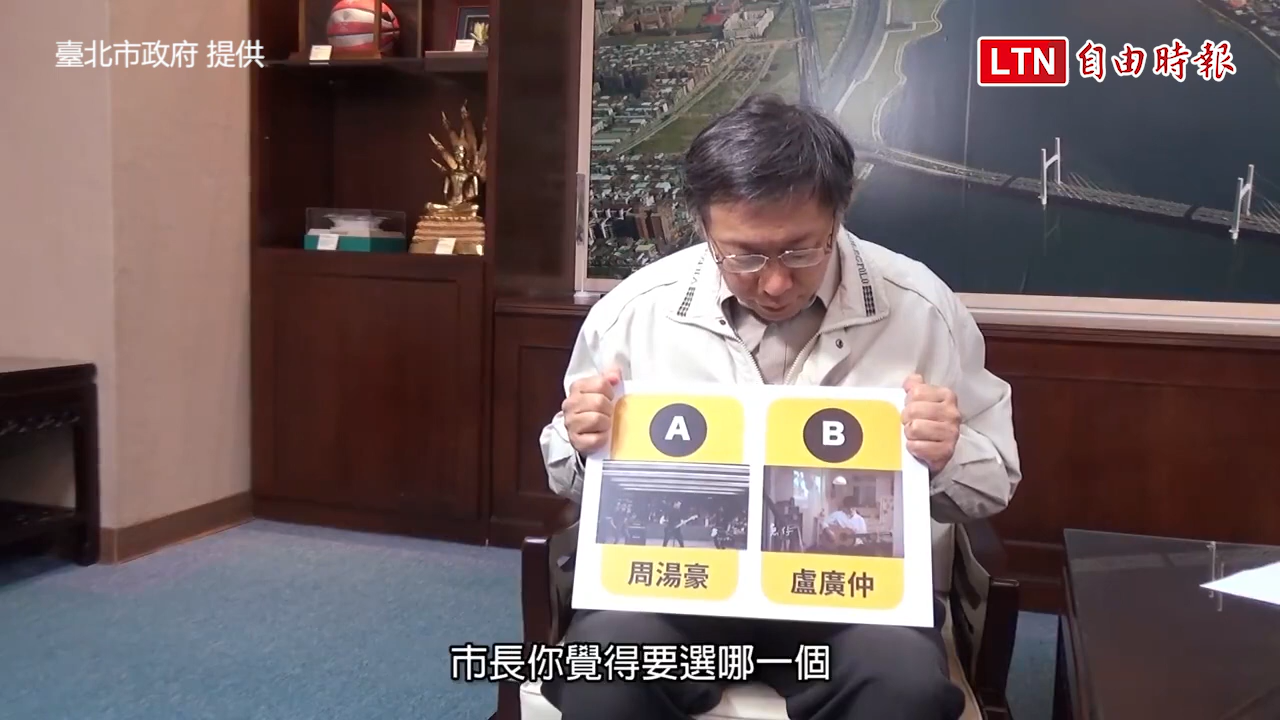 臺北市政府 提供
LTN 自由時報
A
B
周湯豪
盧廣仲
市長你覺得要選哪一個